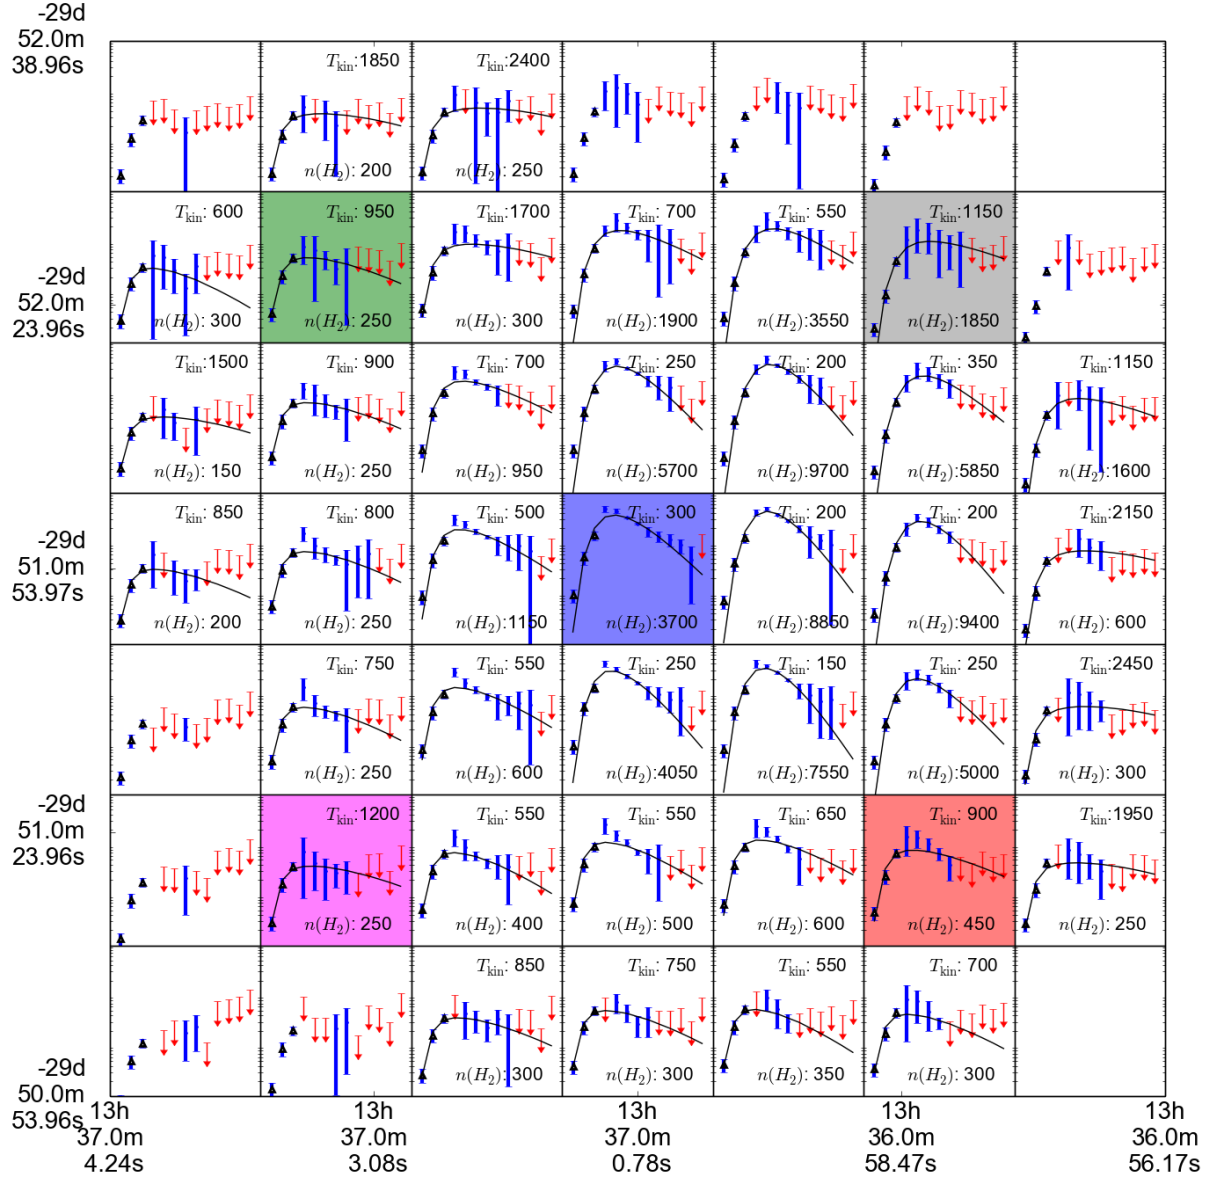 -29d
52.0m
38.96s
T_kin:1850
T_kin:2400
n(H_2): 200
n(H_2): 250
T_kin: 600
T_kin: 950
T_kin:1700
T_kin: 700
T_kin: 550
T_kin:1150
-29d
52.0m
23.96s
n(H_2): 300
n(H_2): 250
n(H_2): 300
n(H_2):1900
n(H_2):3550
n(H_2):1850
T_kin:1500
T_kin: 900
T_kin: 700
T_kin: 250
T_kin: 200
T_kin: 350
T_kin:1150
n(H_2): 150
n(H_2): 250
n(H_2): 950
n(H_2):5700
n(H_2):9700
n(H_2):5850
n(H_2):1600
T_kin: 850
T_kin: 800
T_kin: 500
T_kin: 300
T_kin: 200
T_kin: 200
T_kin:2150
-29d
51.0m
53.97s
n(H_2): 200
n(H_2): 250
n(H_2):1150
n(H_2):3700
n(H_2):8850
n(H_2):9400
n(H_2): 600
T_kin: 750
T_kin: 550
T_kin: 250
T_kin: 150
T_kin: 250
T_kin:2450
n(H_2): 250
n(H_2): 600
n(H_2):4050
n(H_2):7550
n(H_2):5000
n(H_2): 300
-29d
51.0m
23.96s
T_kin:1200
T_kin: 550
T_kin: 550
T_kin: 650
T_kin: 900
T_kin:1950
n(H_2): 250
n(H_2): 400
n(H_2): 500
n(H_2): 600
n(H_2): 450
n(H_2): 250
T_kin: 850
T_kin: 750
T_kin: 550
T_kin: 700
n(H_2): 300
n(H_2): 300
n(H_2): 350
n(H_2): 300
-29d
50.0m
53.96s
13h
37.0m
4.24s
13h
37.0m
3.08s
13h
37.0m
0.78s
13h
36.0m
58.47s
13h
36.0m
56.17s